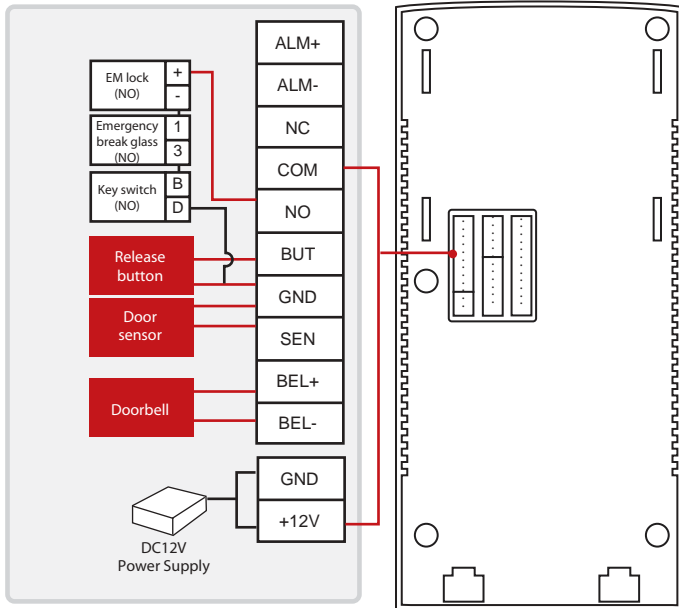 ALM+
ALM-
NC
COM
NO
BUT
GND
SEN
BEL+
BEL-
GND
+12V
EM lock
(NO)
+
-
Emergency
break glass
(NO)
1
3
Key switch
(NO)
B
D
Release
button
Door
sensor
Doorbell
DC12V
Power Supply